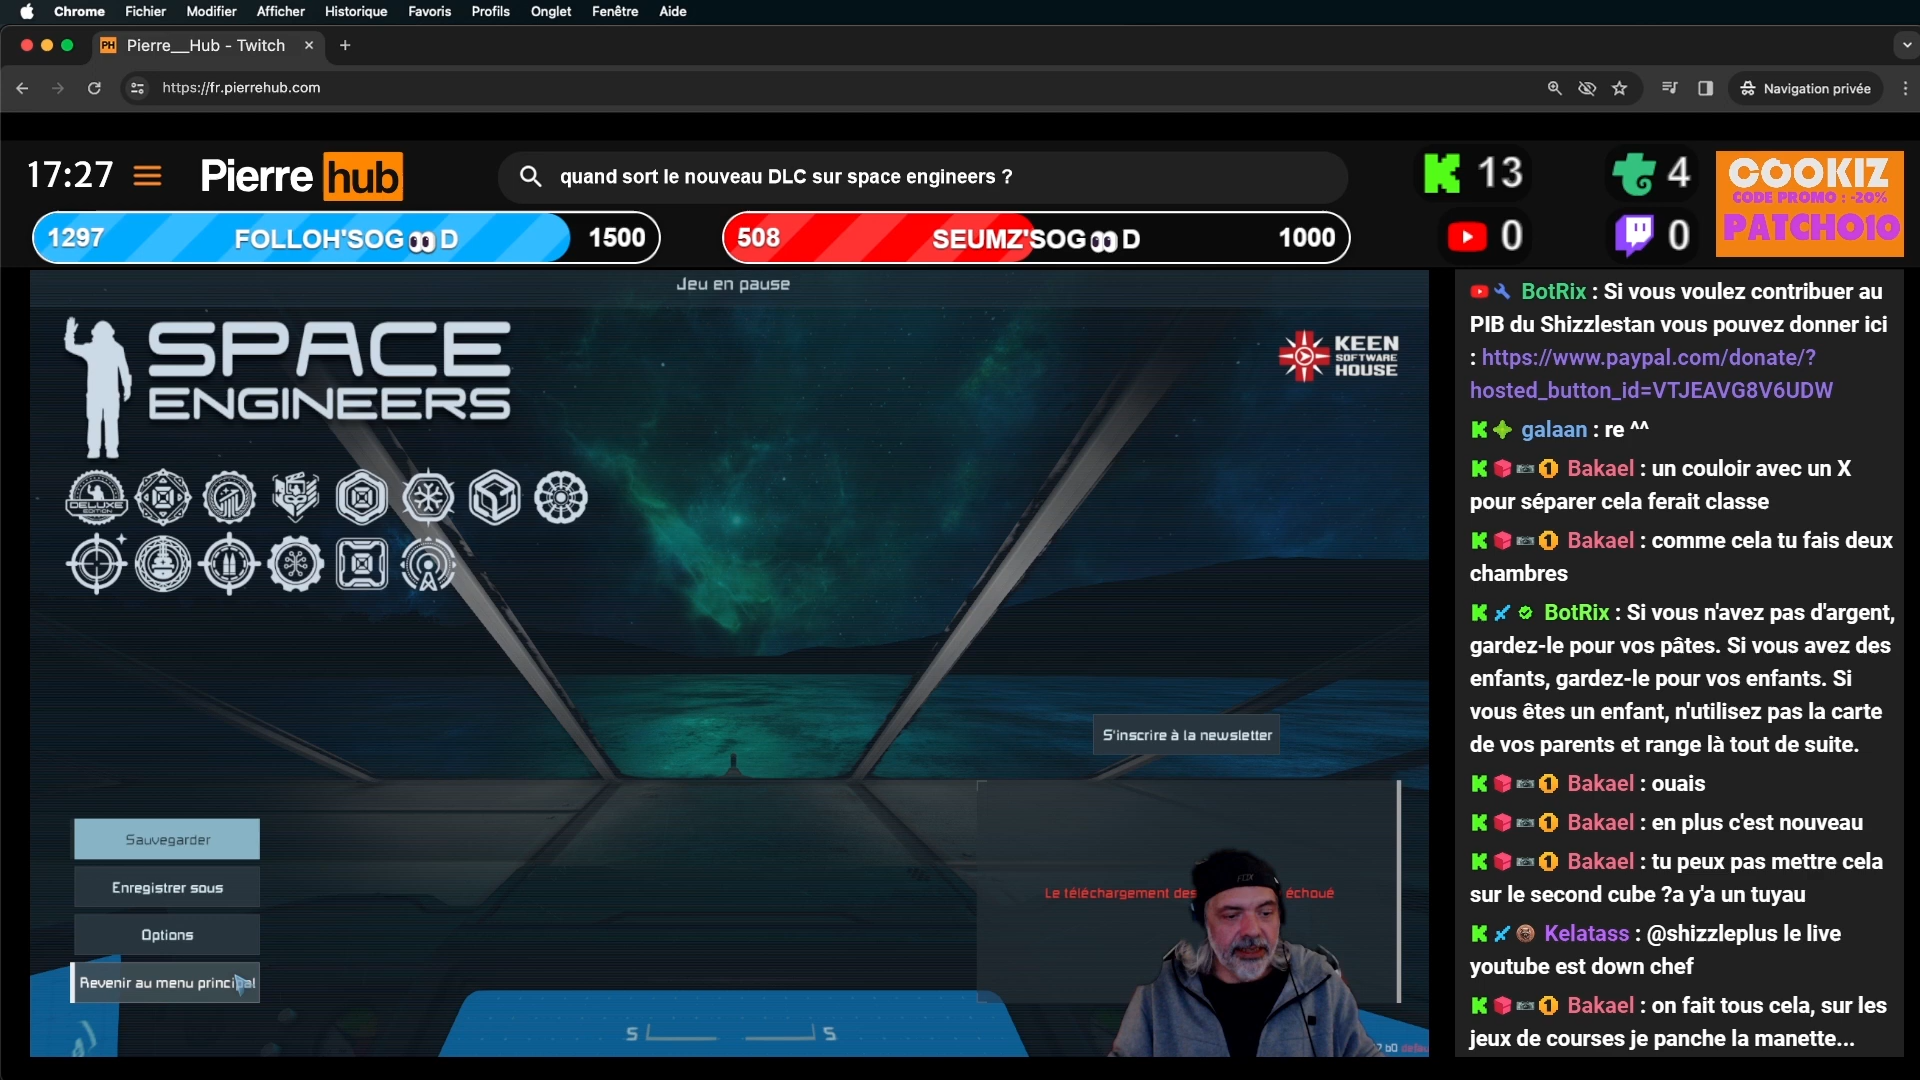 Chrome Fichier Modifier Afficher Historique Favoris Profils Onglet Fenêtre Aide
PH Pierre__Hub - Twitch
https://fr.pierrehub.com
Navigation privée
17:27
Pierre hub
quand sort le nouveau DLC sur space engineers ?
13
4
COOKIZ
CODE PROMO : -20%
PATCHO10
1297 FOLLOH'SOG👀D 1500
508 SEUMZ'SOG👀D 1000
0
0
Jeu en pause
SPACE
ENGINEERS
KEEN
SOFTWARE
HOUSE
DELUXE
EDITION
S'inscrire à la newsletter
Sauvegarder
Enregistrer sous
Options
Revenir au menu principal
Le téléchargement des
échoué
FOX
S S
BotRix : Si vous voulez contribuer au
PIB du Shizzlestan vous pouvez donner ici
: https://www.paypal.com/donate/?
hosted_button_id=VTJEAVG8V6UDW
galaan : re ^^
Bakael : un couloir avec un X
pour séparer cela ferait classe
Bakael : comme cela tu fais deux
chambres
BotRix : Si vous n'avez pas d'argent,
gardez-le pour vos pâtes. Si vous avez des
enfants, gardez-le pour vos enfants. Si
vous êtes un enfant, n'utilisez pas la carte
de vos parents et range là tout de suite.
Bakael : ouais
Bakael : en plus c'est nouveau
Bakael : tu peux pas mettre cela
sur le second cube ?a y'a un tuyau
Kelatass : @shizzleplus le live
youtube est down chef
Bakael : on fait tous cela, sur les
jeux de courses je panche la manette...